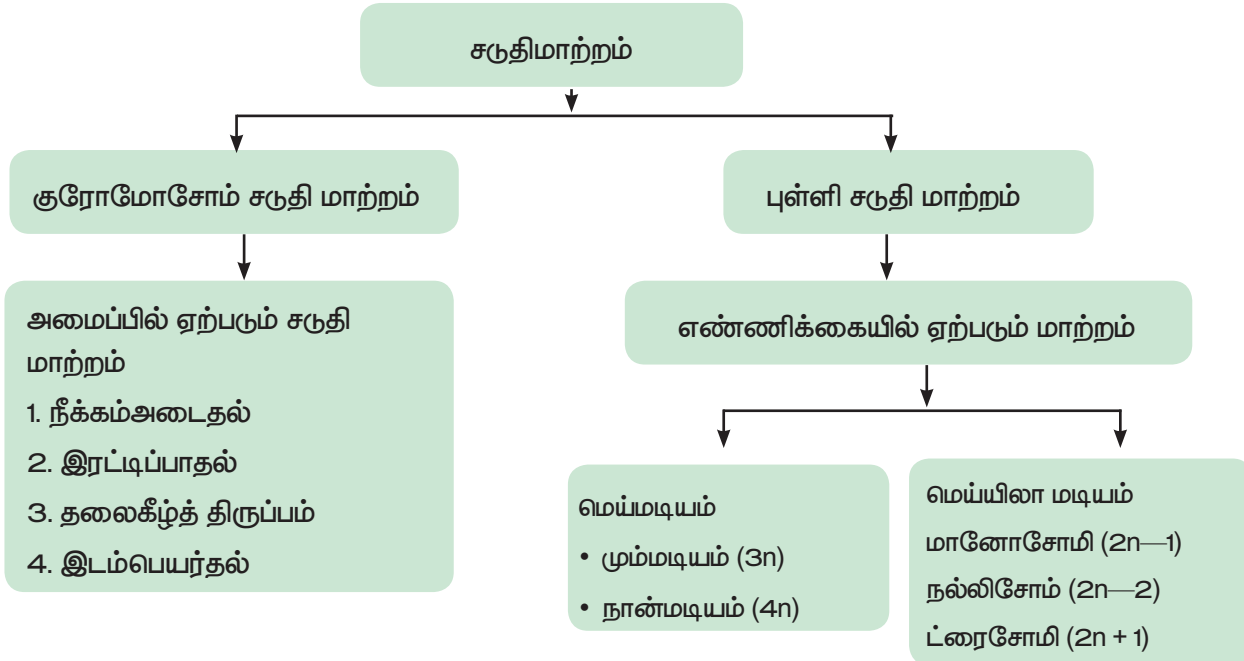 சடுதிமாற்றம்
குரோமோசோம் சடுதி மாற்றம்
புள்ளி சடுதி மாற்றம்
அமைப்பில் ஏற்படும் சடுதி
மாற்றம்
1. நீக்கம்அடைதல்
2. இரட்டிப்பாதல்
3. தலைகீழ்த் திருப்பம்
4. இடம்பெயர்தல்
எண்ணிக்கையில் ஏற்படும் மாற்றம்
மெய்மடியம்
• மும்மடியம் (3n)
• நான்மடியம் (4n)
மெய்யிலா மடியம்
மானோசோமி (2n—1)
நல்லிசோம் (2n—2)
ட்ரைசோமி (2n + 1)